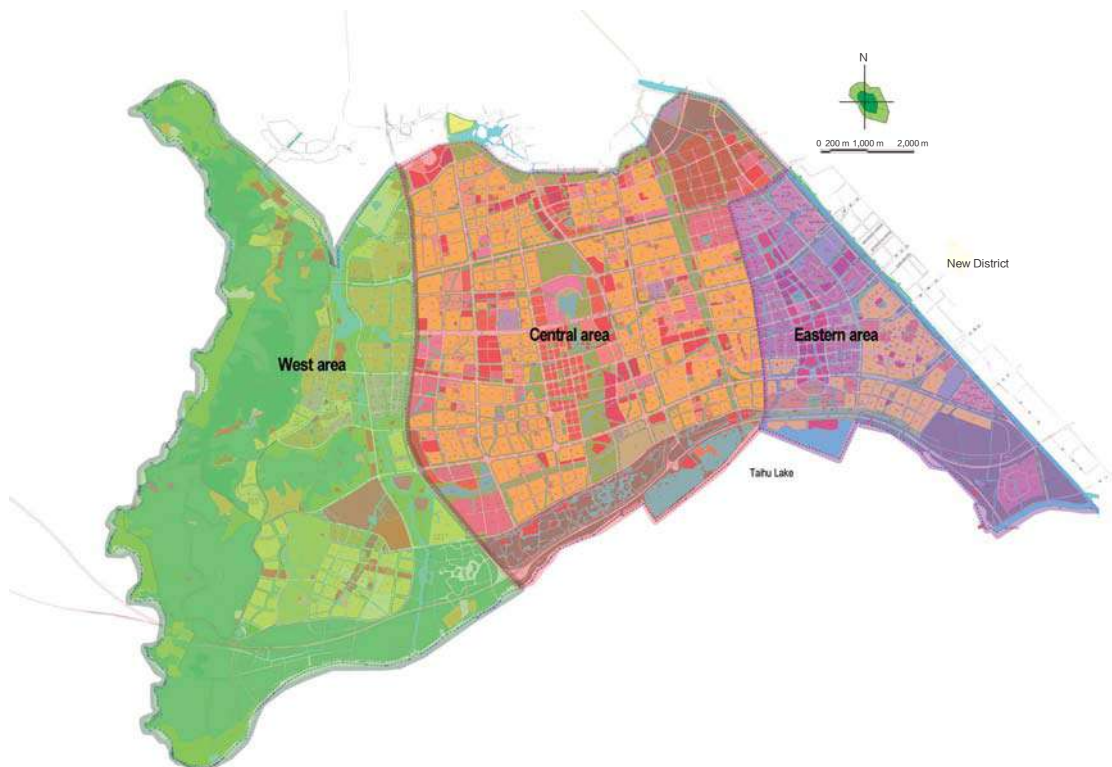 N
0 200 m 1,000 m 2,000 m
New District
Central area
Eastern area
West area
Taihu Lake